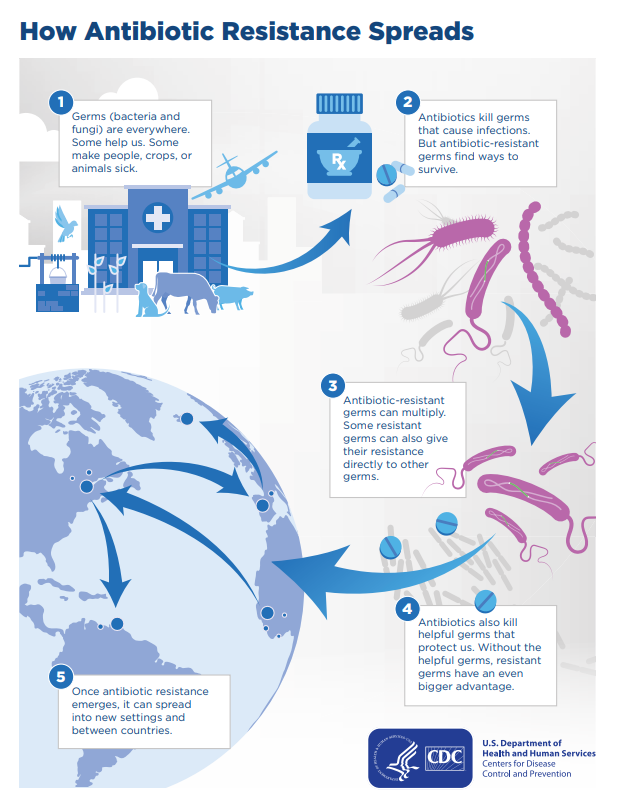 How Antibiotic Resistance Spreads
1
Germs (bacteria and
fungi) are everywhere.
Some help us. Some
make people, crops, or
animals sick.
Rx
2
Antibiotics kill germs
that cause infections.
But antibiotic-resistant
germs find ways to
survive.
3
Antibiotic-resistant
germs can multiply.
Some resistant
germs can also give
their resistance
directly to other
germs.
4
Antibiotics also kill
helpful germs that
protect us. Without the
helpful germs, resistant
germs have an even
bigger advantage.
5
Once antibiotic resistance
emerges, it can spread
into new settings and
between countries.
CDC
U.S. Department of
Health and Human Services
Centers for Disease
Control and Prevention